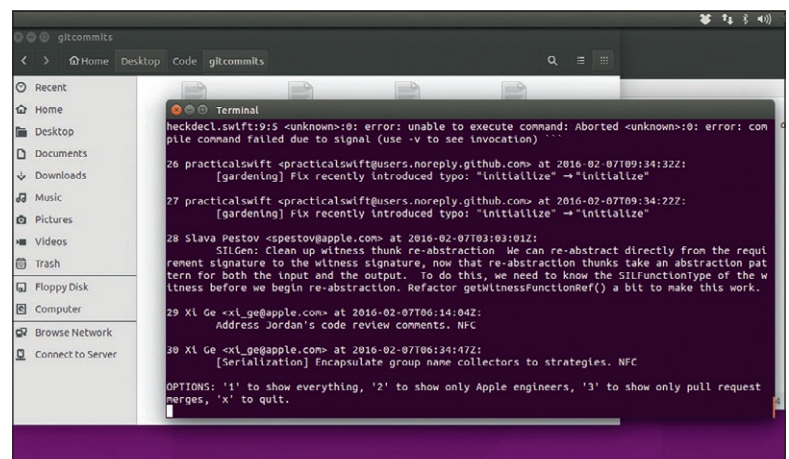 gitcommits
Home Desktop Code gitcommits
Recent
Home
Desktop
Documents
Downloads
Music
Pictures
Videos
Trash
Floppy Disk
Computer
Browse Network
Connect to Server
Terminal
heckdecl.swift:9:5 <unknown>:0: error: unable to execute command: Aborted <unknown>:0: error: com
pile command failed due to signal (use -v to see invocation) ```
26 practicalswift <practicalswift@users.noreply.github.com> at 2016-02-07T09:34:32Z:
[gardening] Fix recently introduced typo: "initiallize" → "initialize"
27 practicalswift <practicalswift@users.noreply.github.com> at 2016-02-07T09:34:22Z:
[gardening] Fix recently introduced typo: "intitialize" → "initialize"
28 Slava Pestov <spestov@apple.com> at 2016-02-07T03:03:01Z:
SILGen: Clean up witness thunk re-abstraction  We can re-abstract directly from the requi
rement signature to the witness signature, now that re-abstraction thunks take an abstraction pat
tern for both the input and the output.  To do this, we need to know the SILFunctionType of the w
itness before we begin re-abstraction. Refactor getWitnessFunctionRef() a bit to make this work.
29 Xi Ge <xi_ge@apple.com> at 2016-02-07T06:14:04Z:
Address Jordan's code review comments. NFC
30 Xi Ge <xi_ge@apple.com> at 2016-02-07T06:34:47Z:
[Serialization] Encapsulate group name collectors to strategies. NFC
OPTIONS: '1' to show everything, '2' to show only Apple engineers, '3' to show only pull request
merges, 'x' to quit.